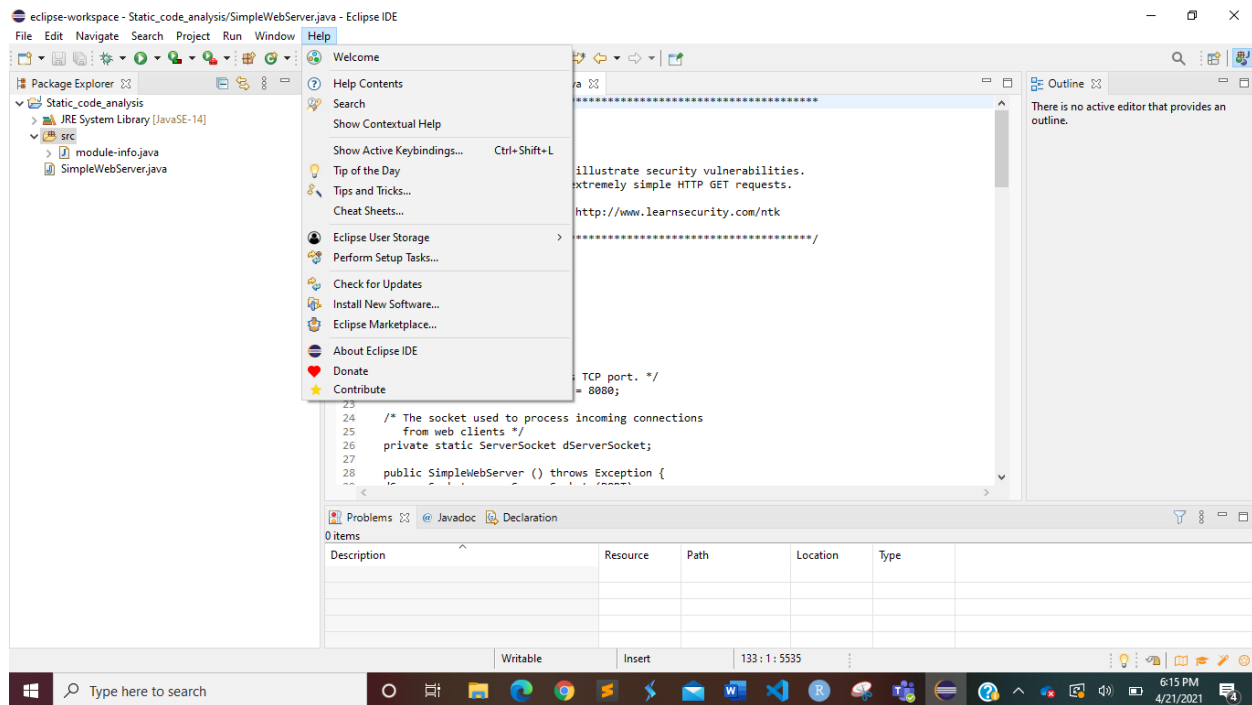 eclipse-workspace - Static_code_analysis/SimpleWebServer.java - Eclipse IDE
File Edit Navigate Search Project Run Window Help
Package Explorer
Static_code_analysis
JRE System Library [JavaSE-14]
src
module-info.java
SimpleWebServer.java
Welcome
Help Contents
Search
Show Contextual Help
Show Active Keybindings... Ctrl+Shift+L
Tip of the Day
Tips and Tricks...
Cheat Sheets...
Eclipse User Storage
Perform Setup Tasks...
Check for Updates
Install New Software...
Eclipse Marketplace...
About Eclipse IDE
Donate
Contribute
illustrate security vulnerabilities.
extremely simple HTTP GET requests.
http://www.learnsecurity.com/ntk
*/
TCP port. */
= 8080;
23
24 /* The socket used to process incoming connections
25 from web clients */
26 private static ServerSocket dServerSocket;
27
28 public SimpleWebServer () throws Exception {
Outline
There is no active editor that provides an
outline.
Problems @ Javadoc Declaration
0 items
Description Resource Path Location Type
Writable Insert 133 : 1 : 5535
Type here to search
6:15 PM
4/21/2021
4